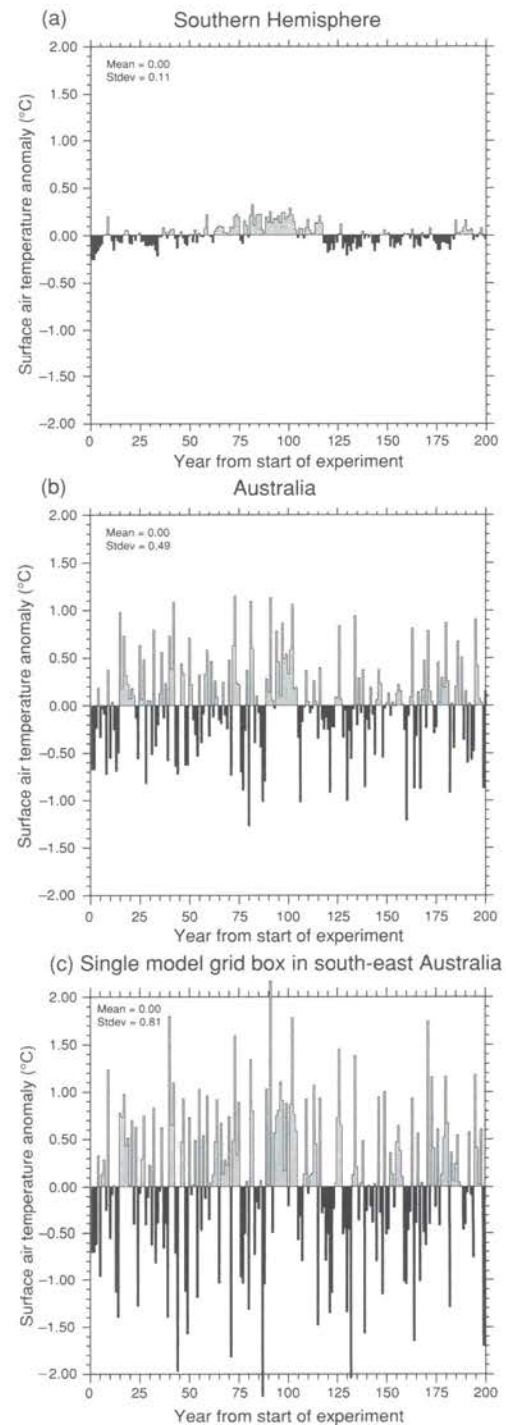 (a) Southern Hemisphere
2.00
Mean = 0.00
Stdev = 0.11
1.50
1.00
0.50
0.00
−0.50
−1.00
−1.50
−2.00
Surface air temperature anomaly (°C)
0 25 50 75 100 125 150 175 200
Year from start of experiment
(b) Australia
2.00
Mean = 0.00
Stdev = 0.49
1.50
1.00
0.50
0.00
−0.50
−1.00
−1.50
−2.00
Surface air temperature anomaly (°C)
0 25 50 75 100 125 150 175 200
Year from start of experiment
(c) Single model grid box in south-east Australia
2.00
Mean = 0.00
Stdev = 0.81
1.50
1.00
0.50
0.00
−0.50
−1.00
−1.50
−2.00
Surface air temperature anomaly (°C)
0 25 50 75 100 125 150 175 200
Year from start of experiment